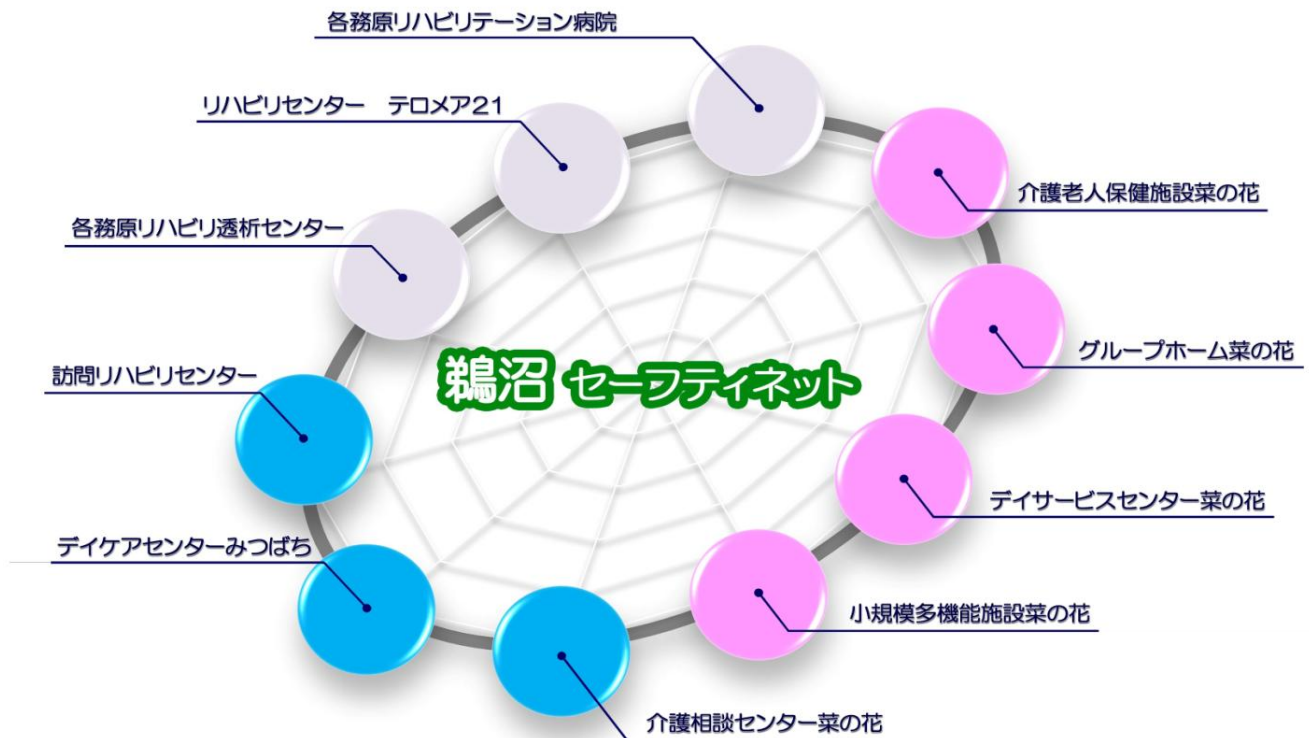 各務原リハビリテーション病院
リハビリセンター　テロメア21
介護老人保健施設菜の花
各務原リハビリ透析センター
グループホーム菜の花
訪問リハビリセンター
鵜沼 セーフティネット
デイサービスセンター菜の花
デイケアセンターみつばち
小規模多機能施設菜の花
介護相談センター菜の花